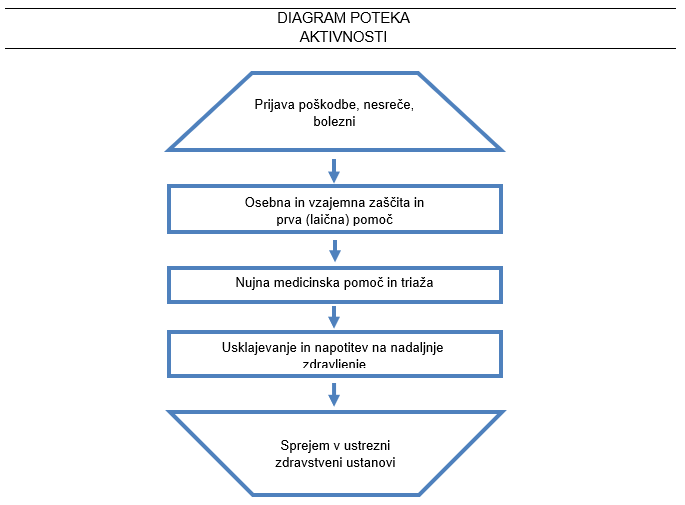 DIAGRAM POTEKA
AKTIVNOSTI
Prijava poškodbe, nesreče,
bolezni
Osebna in vzajemna zaščita in
prva (laična) pomoč
Nujna medicinska pomoč in triaža
Usklajevanje in napotitev na nadaljnje
zdravljenje
Sprejem v ustrezni
zdravstveni ustanovi